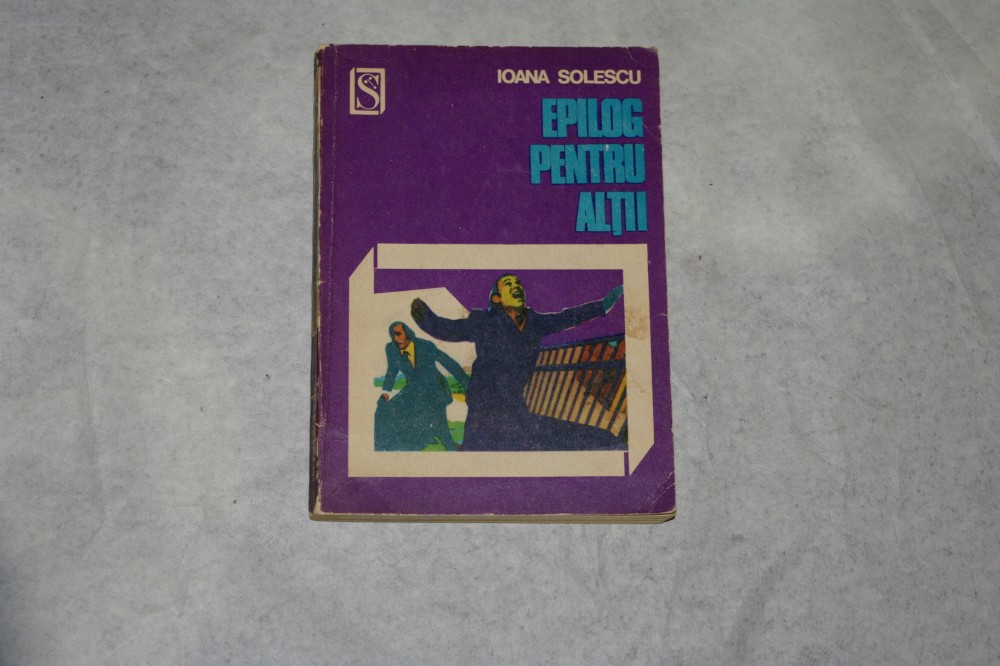 S
IOANA SOLESCU
EPILOG
PENTRU
ALȚII